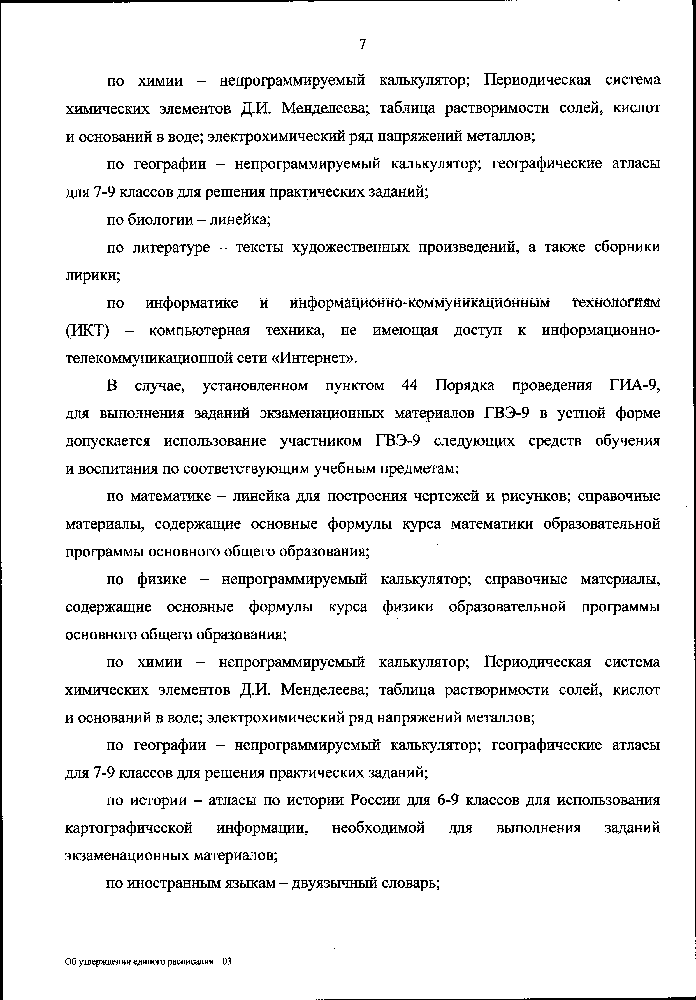 7
по химии – непрограммируемый калькулятор; Периодическая система
химических элементов Д.И. Менделеева; таблица растворимости солей, кислот
и оснований в воде; электрохимический ряд напряжений металлов;
по географии – непрограммируемый калькулятор; географические атласы
для 7-9 классов для решения практических заданий;
по биологии – линейка;
по литературе – тексты художественных произведений, а также сборники
лирики;
по информатике и информационно-коммуникационным технологиям
(ИКТ) – компьютерная техника, не имеющая доступ к информационно-
телекоммуникационной сети «Интернет».
В случае, установленном пунктом 44 Порядка проведения ГИА-9,
для выполнения заданий экзаменационных материалов ГВЭ-9 в устной форме
допускается использование участником ГВЭ-9 следующих средств обучения
и воспитания по соответствующим учебным предметам:
по математике – линейка для построения чертежей и рисунков; справочные
материалы, содержащие основные формулы курса математики образовательной
программы основного общего образования;
по физике – непрограммируемый калькулятор; справочные материалы,
содержащие основные формулы курса физики образовательной программы
основного общего образования;
по химии – непрограммируемый калькулятор; Периодическая система
химических элементов Д.И. Менделеева; таблица растворимости солей, кислот
и оснований в воде; электрохимический ряд напряжений металлов;
по географии – непрограммируемый калькулятор; географические атласы
для 7-9 классов для решения практических заданий;
по истории – атласы по истории России для 6-9 классов для использования
картографической информации, необходимой для выполнения заданий
экзаменационных материалов;
по иностранным языкам – двуязычный словарь;
Об утверждении единого расписания – 03